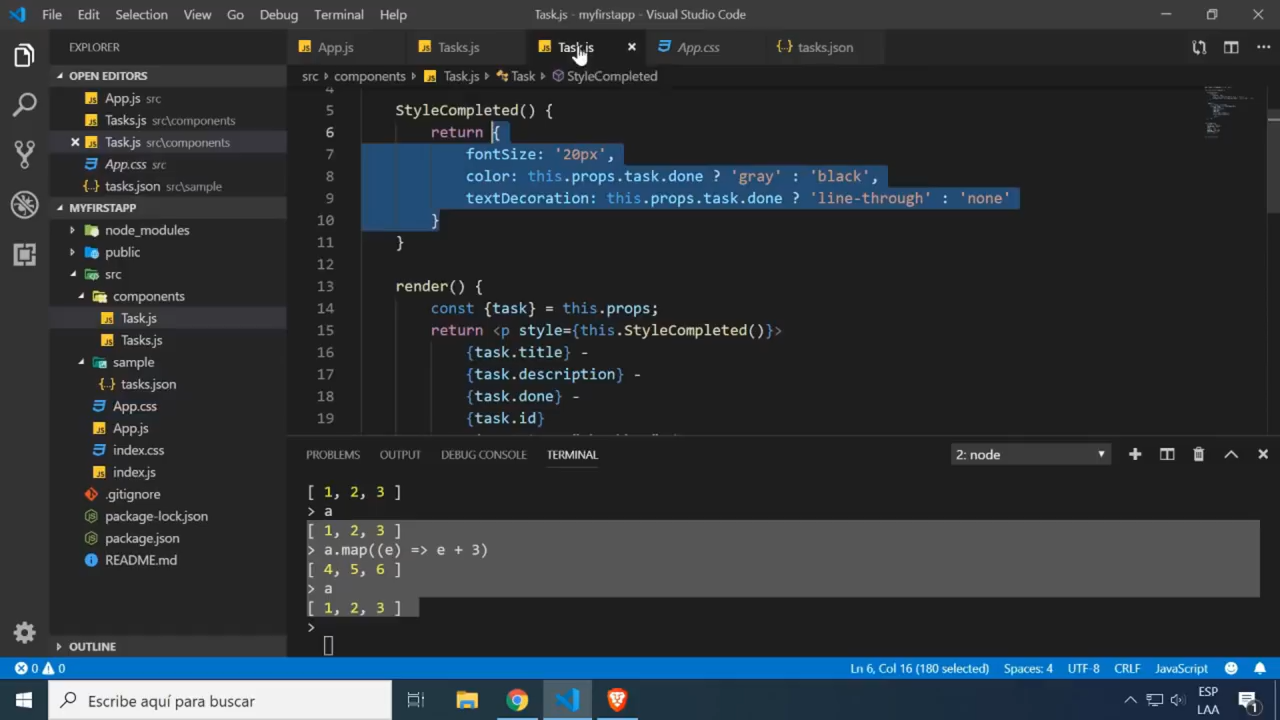 File Edit Selection View Go Debug Terminal Help Task.js - myfirstapp - Visual Studio Code
EXPLORER
OPEN EDITORS
App.js src
Tasks.js src\components
Task.js src\components
App.css src
tasks.json src\sample
MYFIRSTAPP
node_modules
public
src
components
Task.js
Tasks.js
sample
tasks.json
App.css
App.js
index.css
index.js
.gitignore
package-lock.json
package.json
README.md
OUTLINE
App.js Tasks.js Task.js App.css tasks.json
src > components > Task.js > Task > StyleCompleted
4
5 StyleCompleted() {
6 return {
7 fontSize: '20px',
8 color: this.props.task.done ? 'gray' : 'black',
9 textDecoration: this.props.task.done ? 'line-through' : 'none'
10 }
11 }
12
13 render() {
14 const {task} = this.props;
15 return <p style={this.StyleCompleted()}>
16 {task.title} -
17 {task.description} -
18 {task.done} -
19 {task.id}
PROBLEMS OUTPUT DEBUG CONSOLE TERMINAL 2: node
[ 1, 2, 3 ]
> a
[ 1, 2, 3 ]
> a.map((e) => e + 3)
[ 4, 5, 6 ]
> a
[ 1, 2, 3 ]
>
0 0 Ln 6, Col 16 (180 selected) Spaces: 4 UTF-8 CRLF JavaScript
Escribe aquí para buscar
ESP
LAA
1